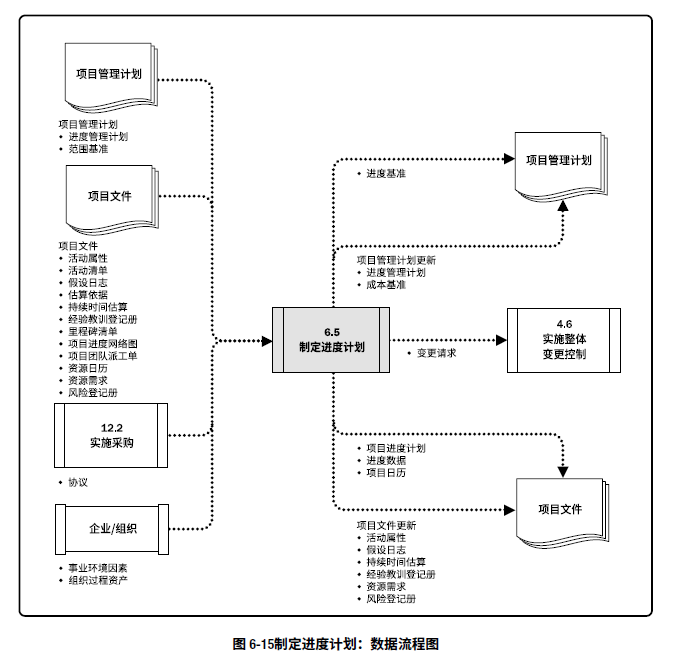 项目管理计划
项目管理计划
• 进度管理计划
• 范围基准
项目文件
项目文件
• 活动属性
• 活动清单
• 假设日志
• 估算依据
• 持续时间估算
• 经验教训登记册
• 里程碑清单
• 项目进度网络图
• 项目团队派工单
• 资源日历
• 资源需求
• 风险登记册
12.2
实施采购
• 协议
企业/组织
• 事业环境因素
• 组织过程资产
6.5
制定进度计划
• 进度基准
项目管理计划
项目管理计划更新
• 进度管理计划
• 成本基准
• 变更请求
4.6
实施整体
变更控制
• 项目进度计划
• 进度数据
• 项目日历
项目文件
项目文件更新
• 活动属性
• 假设日志
• 持续时间估算
• 经验教训登记册
• 资源需求
• 风险登记册
图 6-15制定进度计划：数据流程图